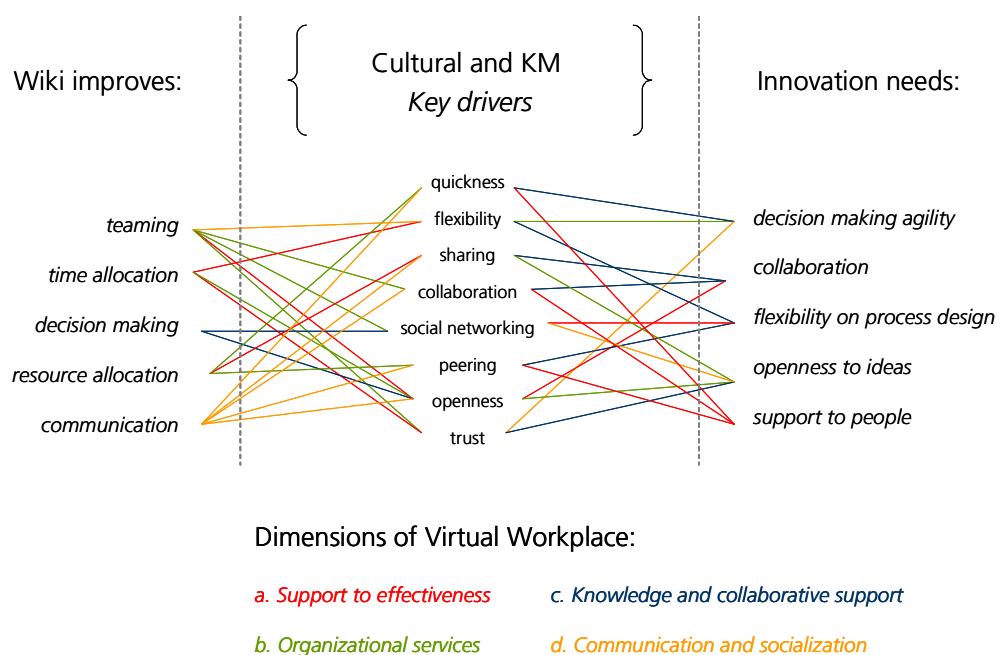 Wiki improves:
Cultural and KM
Key drivers
Innovation needs:
teaming
time allocation
decision making
resource allocation
communication
quickness
flexibility
sharing
collaboration
social networking
peering
openness
trust
decision making agility
collaboration
flexibility on process design
openness to ideas
support to people
Dimensions of Virtual Workplace:
a. Support to effectiveness
b. Organizational services
c. Knowledge and collaborative support
d. Communication and socialization